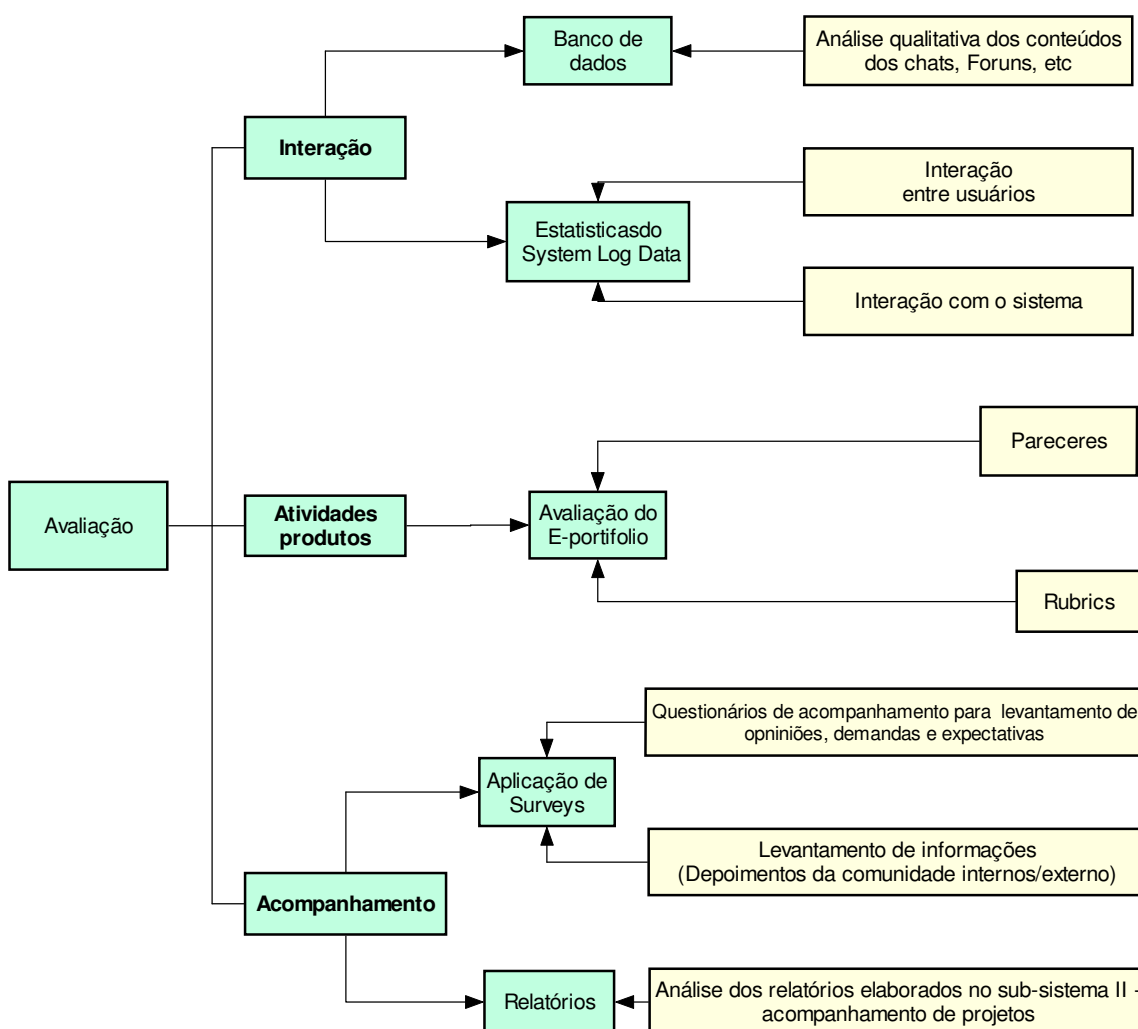 Banco de
dados
Análise qualitativa dos conteúdos
dos chats, Foruns, etc
Interação
Interação
entre usuários
Estatisticasdo
System Log Data
Interação com o sistema
Pareceres
Avaliação
Atividades
produtos
Avaliação do
E-portifolio
Rubrics
Questionários de acompanhamento para levantamento de
opniniões, demandas e expectativas
Aplicação de
Surveys
Levantamento de informações
(Depoimentos da comunidade internos/externo)
Acompanhamento
Relatórios
Análise dos relatórios elaborados no sub-sistema II -
acompanhamento de projetos